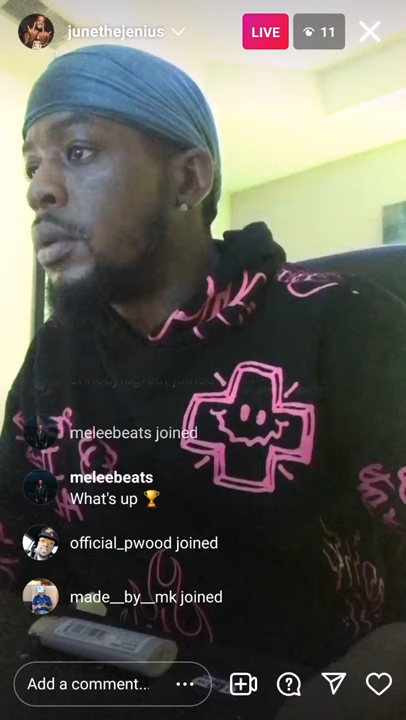 junethejenius
LIVE
11
meleebeats joined
meleebeats
What's up 🏆
official_pwood joined
made__by__mk joined
Add a comment...